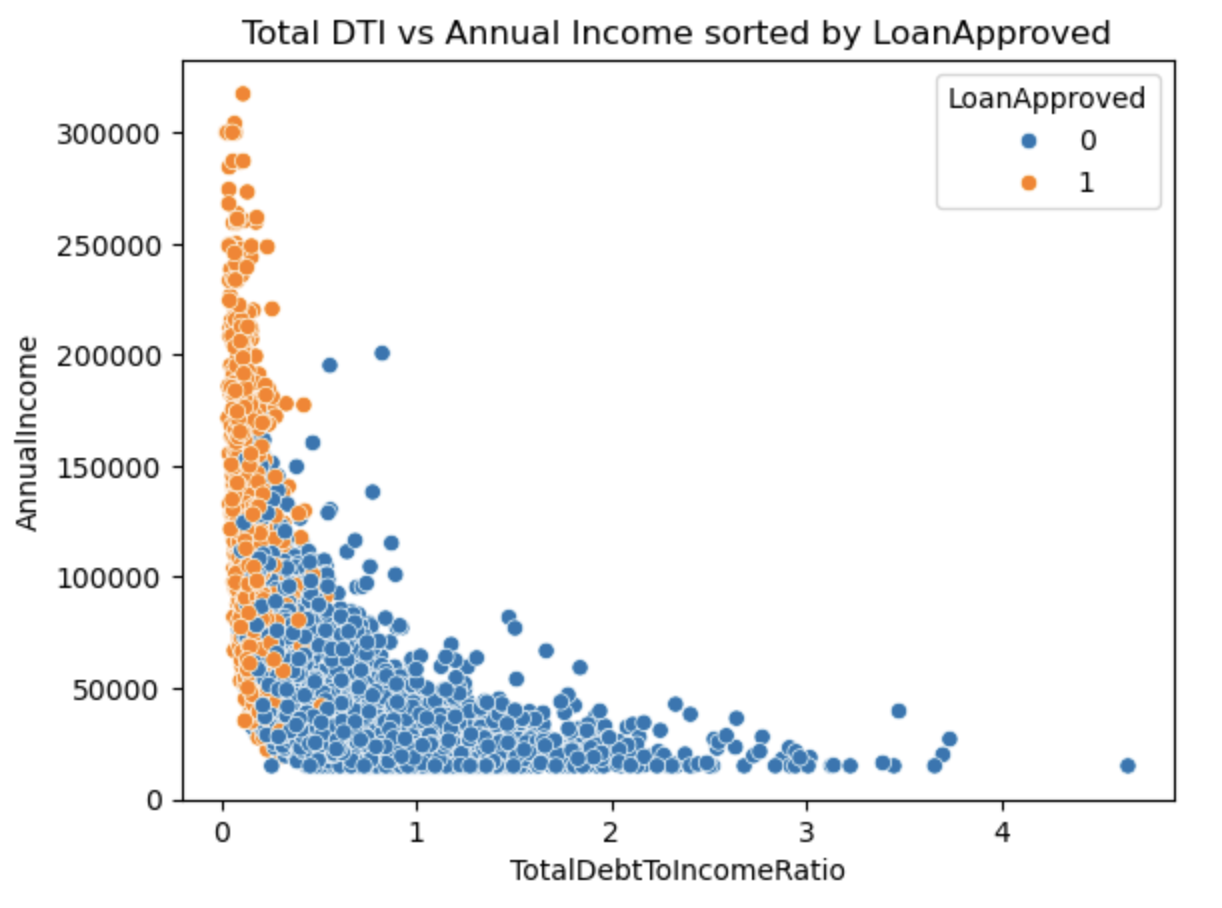 Total DTI vs Annual Income sorted by LoanApproved
LoanApproved
0
1
300000
250000
200000
150000
100000
50000
0
AnnualIncome
0 1 2 3 4
TotalDebtToIncomeRatio